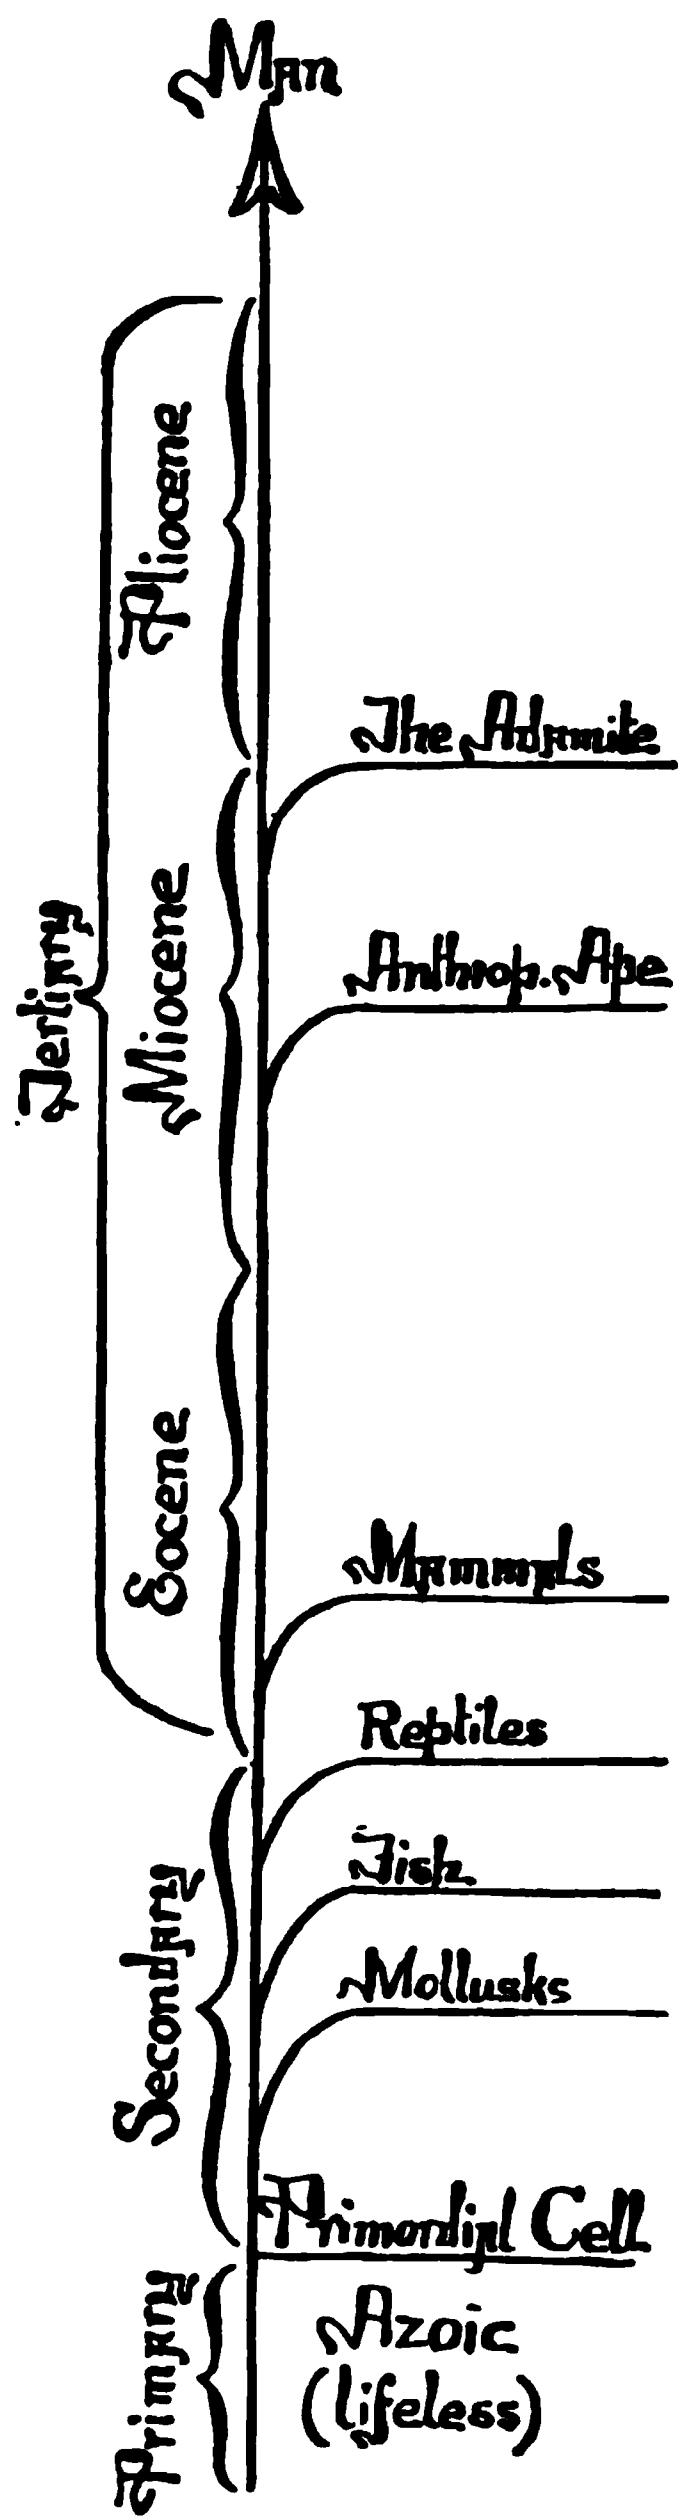 Man
Pliocene
The Adamite
Tertiary
Miocene
Anthrop. Ape
Eocene
Mammals
Reptiles
Fish
Secondary
Mollusks
Primordial Cell
Primary
Azoic
(Lifeless)